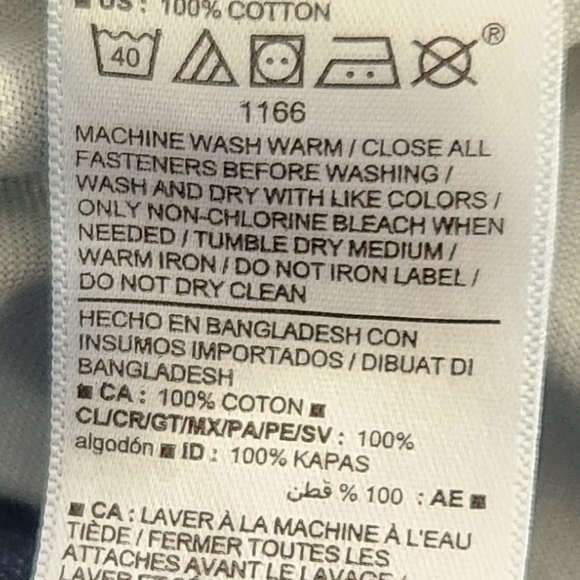 US : 100% COTTON
40
®
1166
MACHINE WASH WARM / CLOSE ALL
FASTENERS BEFORE WASHING /
WASH AND DRY WITH LIKE COLORS /
ONLY NON-CHLORINE BLEACH WHEN
NEEDED / TUMBLE DRY MEDIUM /
WARM IRON / DO NOT IRON LABEL /
DO NOT DRY CLEAN
HECHO EN BANGLADESH CON
INSUMOS IMPORTADOS / DIBUAT DI
BANGLADESH
■ CA : 100% COTON ■
CL/CR/GT/MX/PA/PE/SV : 100%
algodón ■ ID : 100% KAPAS
■ AE : 100 % قطن
■ CA : LAVER À LA MACHINE À L'EAU
TIÈDE / FERMER TOUTES LES
ATTACHES AVANT LE LAVAGE /
LAVER ET